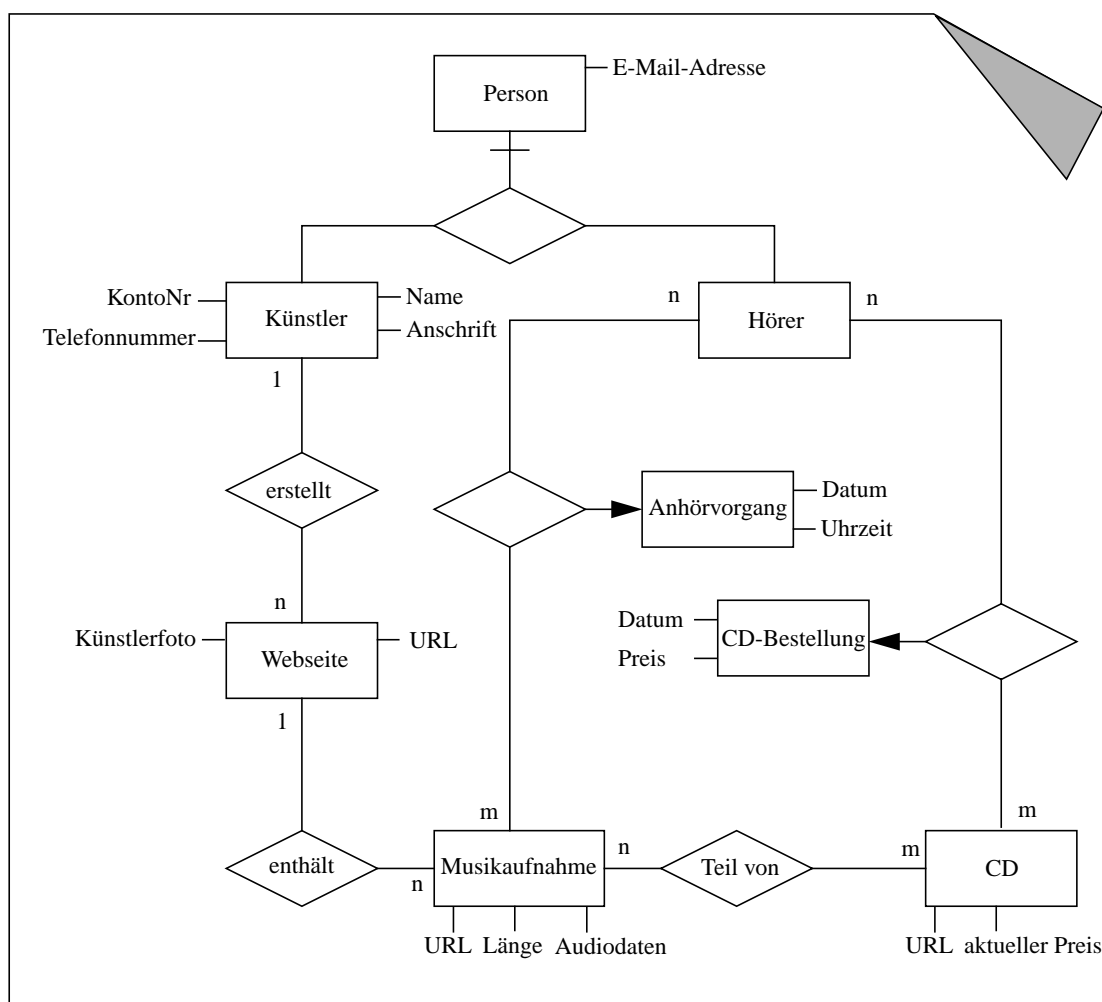 E-Mail-Adresse
Person
KontoNr
Name
Künstler
Telefonnummer
Anschrift
1
n
Hörer
n
erstellt
Anhörvorgang
Datum
Uhrzeit
n
Künstlerfoto
URL
Webseite
1
Datum
CD-Bestellung
Preis
m
m
enthält
n
Musikaufnahme
n
Teil von
m
CD
URL Länge Audiodaten
URL aktueller Preis